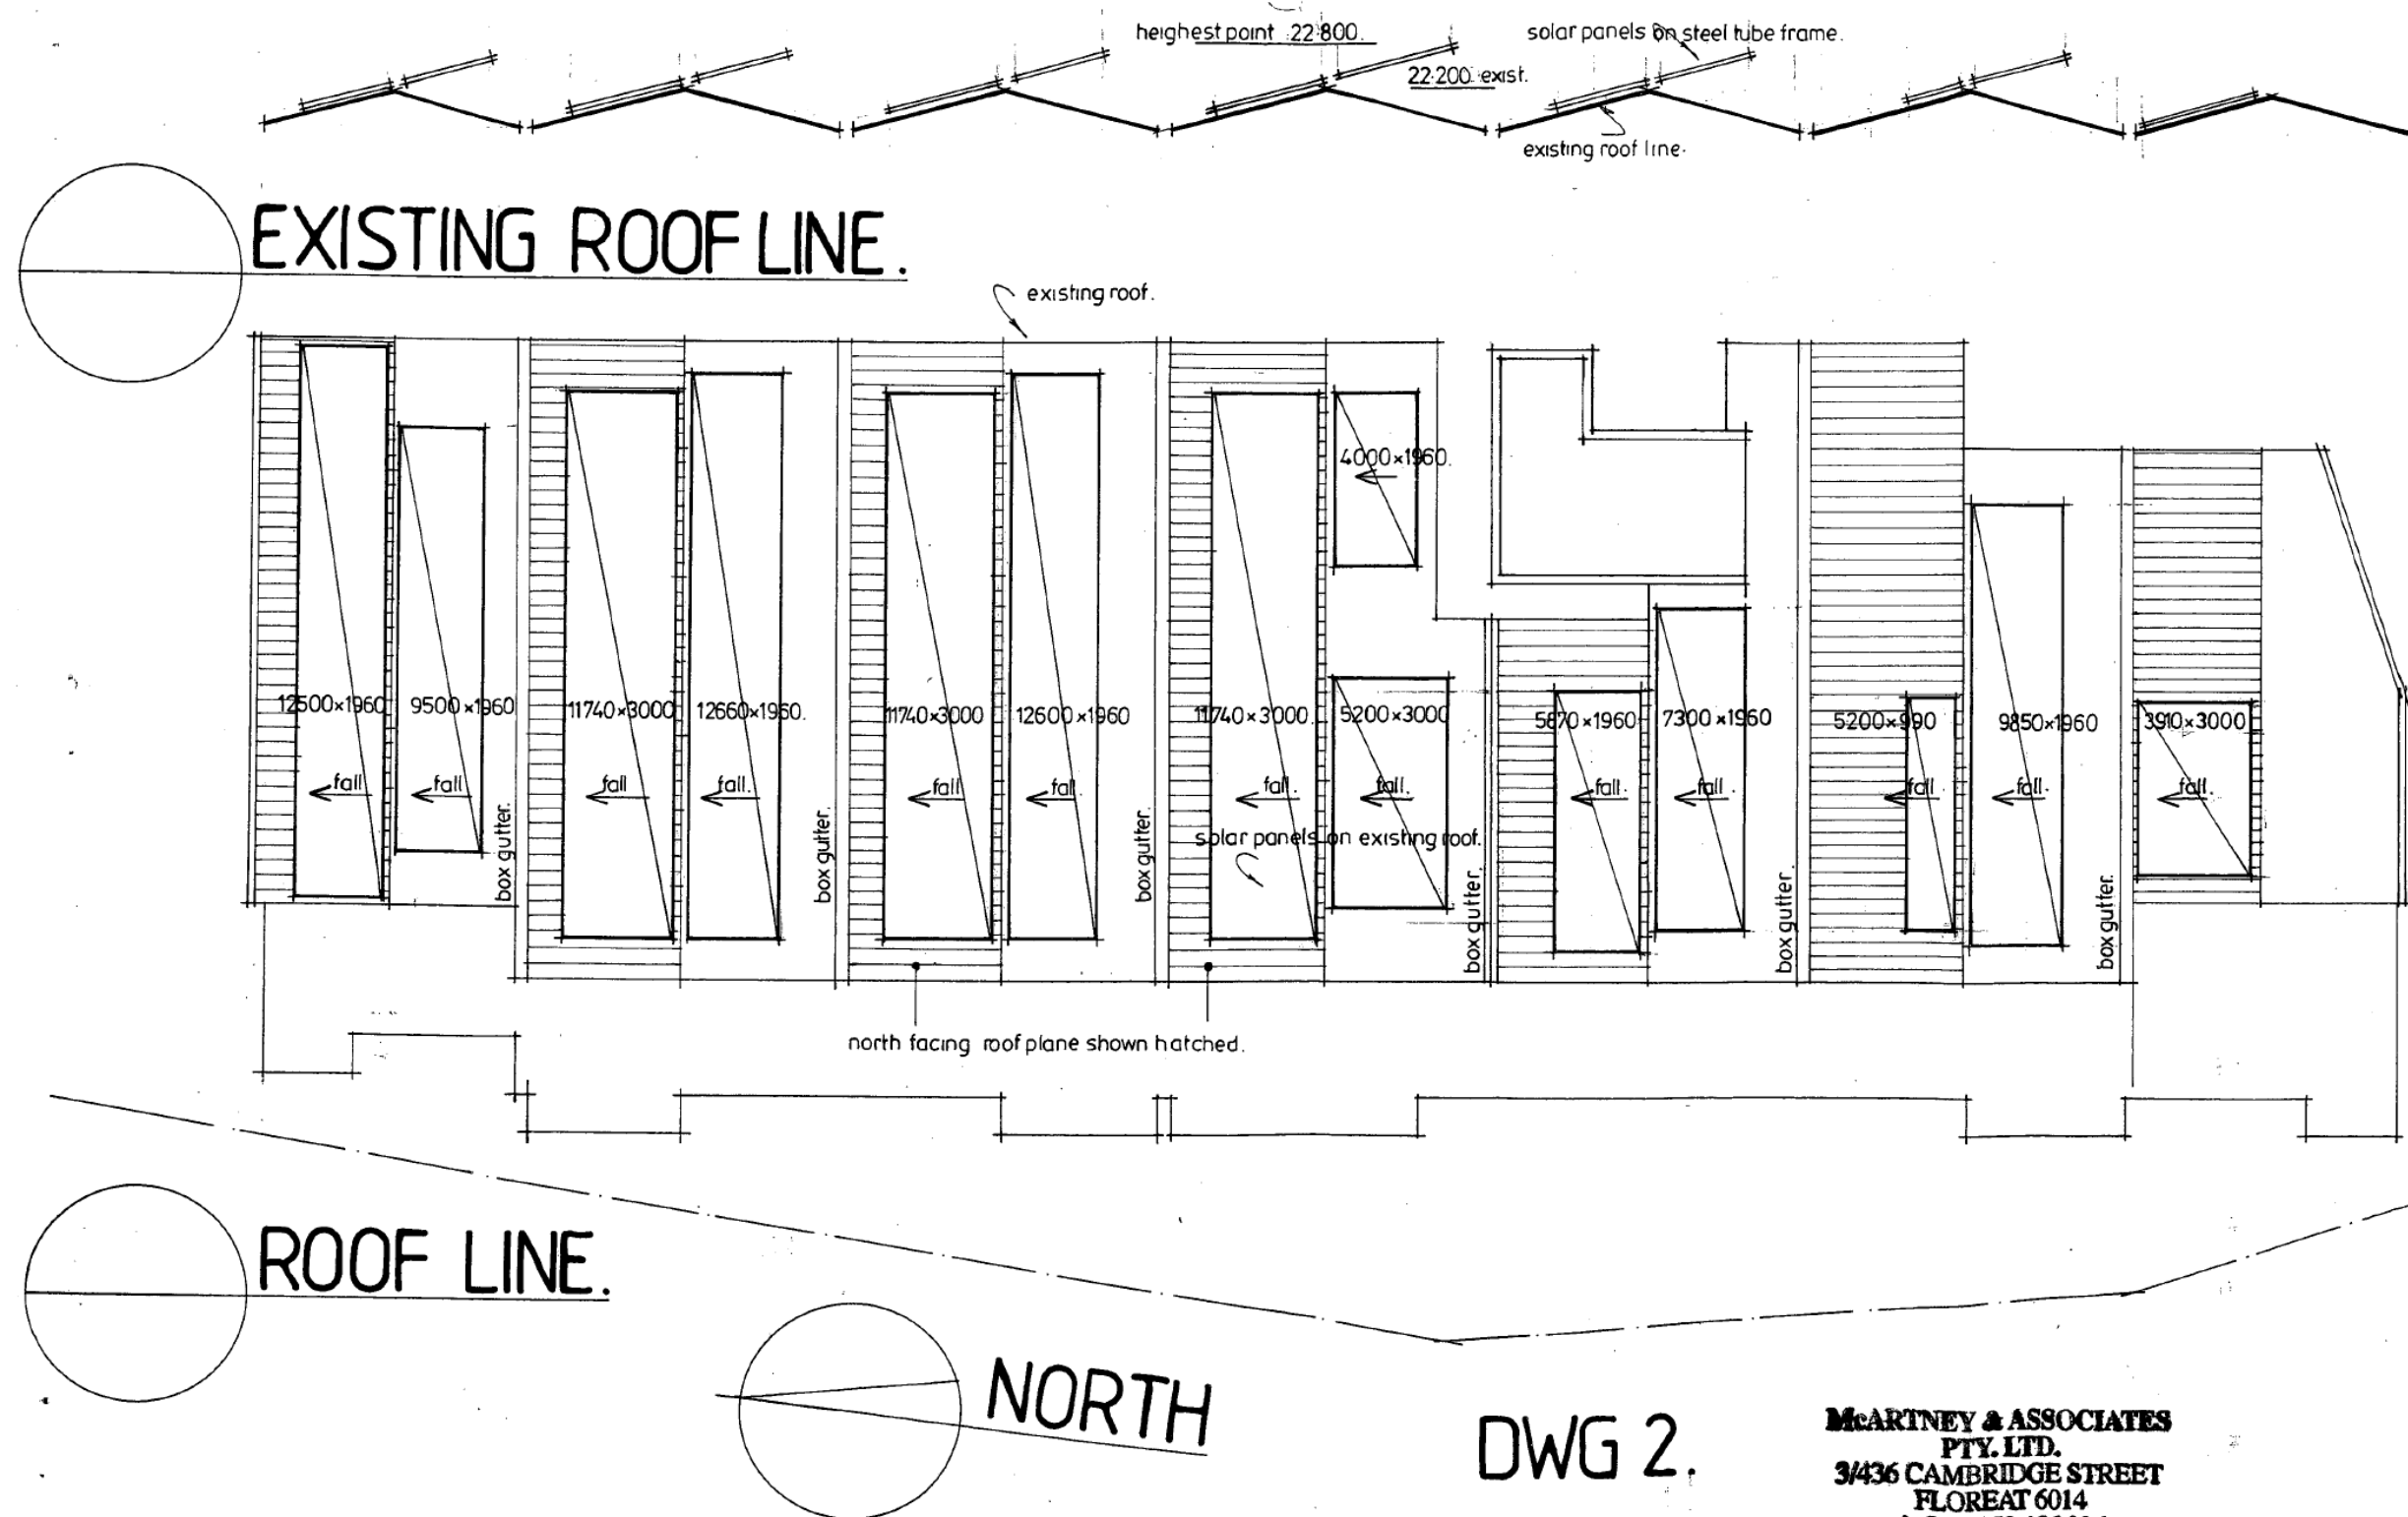 heighest point 22·800.
solar panels on steel tube frame.
22·200 exist.
existing roof line.
EXISTING ROOF LINE.
existing roof.
4000×1960.
12500×1960
9500×1960
11740×3000
12660×1960.
11740×3000
12600×1960
11740×3000.
5200×3000
5870×1960
7300×1960
5200×990
9850×1960
3910×3000
fall
fall
fall
fall.
fall
fall
fall.
fall.
fall.
fall.
fall
fall.
fall.
solar panels on existing roof.
box gutter.
box gutter.
box gutter.
box gutter.
box gutter.
box gutter.
north facing roof plane shown hatched.
ROOF LINE.
NORTH
DWG 2.
McARTNEY & ASSOCIATES
PTY. LTD.
3/436 CAMBRIDGE STREET
FLOREAT 6014